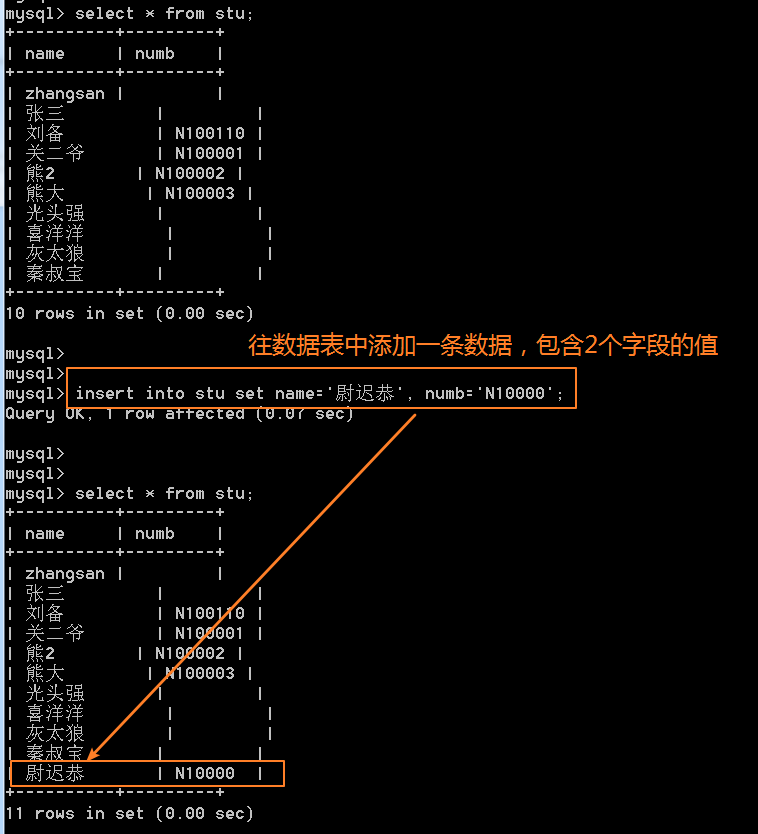 mysql> select * from stu;
+----------+---------+
| name     | numb    |
+----------+---------+
| zhangsan |         |
| 张三         |         |
| 刘备         | N100110 |
| 关二爷       | N100001 |
| 熊2        | N100002 |
| 熊大        | N100003 |
| 光头强       |         |
| 喜洋洋        |         |
| 灰太狼        |         |
| 秦叔宝       |         |
+----------+---------+
10 rows in set (0.00 sec)
往数据表中添加一条数据，包含2个字段的值
mysql>
mysql>
mysql> insert into stu set name='尉迟恭', numb='N10000';
Query OK, 1 row affected (0.07 sec)
mysql>
mysql>
mysql> select * from stu;
+----------+---------+
| name     | numb    |
+----------+---------+
| zhangsan |         |
| 张三         |         |
| 刘备         | N100110 |
| 关二爷       | N100001 |
| 熊2        | N100002 |
| 熊大        | N100003 |
| 光头强       |         |
| 喜洋洋        |         |
| 灰太狼        |         |
| 秦叔宝       |         |
| 尉迟恭       | N10000  |
+----------+---------+
11 rows in set (0.00 sec)